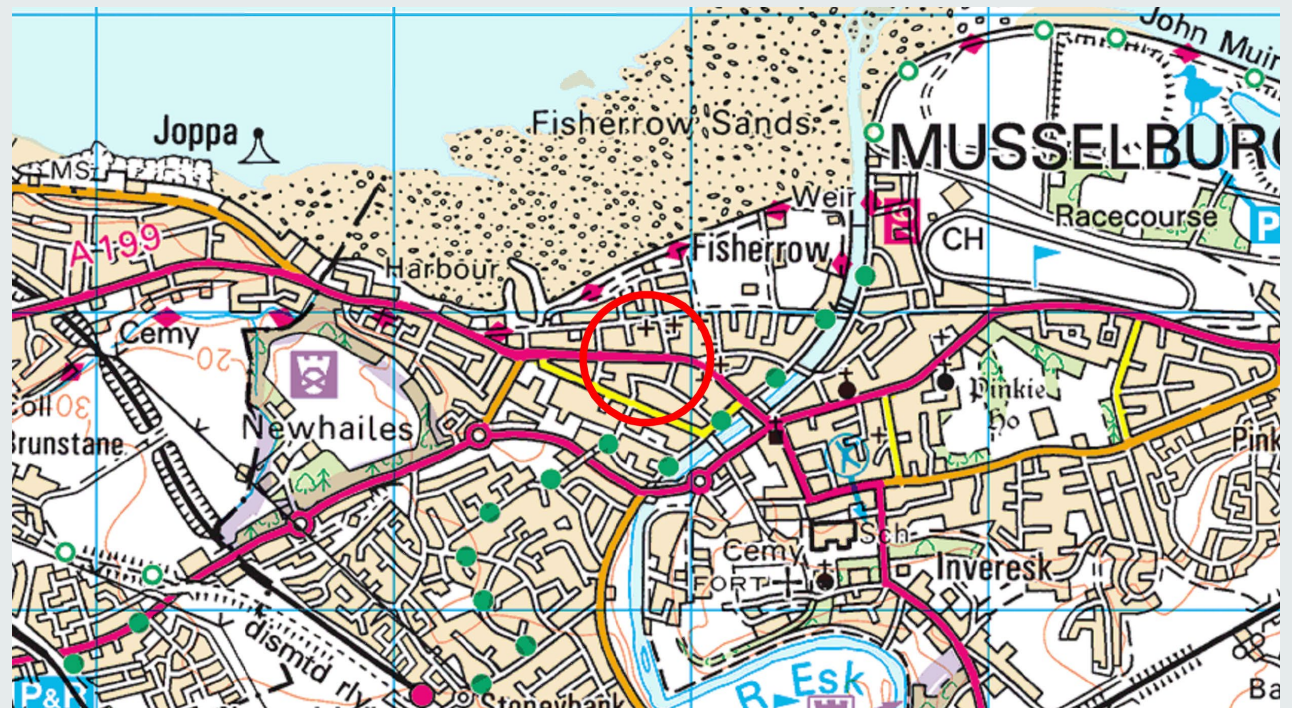 John Muir
Joppa
Fisherrow Sands
MS
MUSSELBURG
Weir
Racecourse
P
A 199
Fisherrow
CH
Harbour
Cemy
20
30
Coll
Brunstane
Newhailes
Pinkie
Ho
Pink
Sch
Cemy
FORT
Inveresk
dismtd rly
R Esk
P&R
Stoneybank
Ba